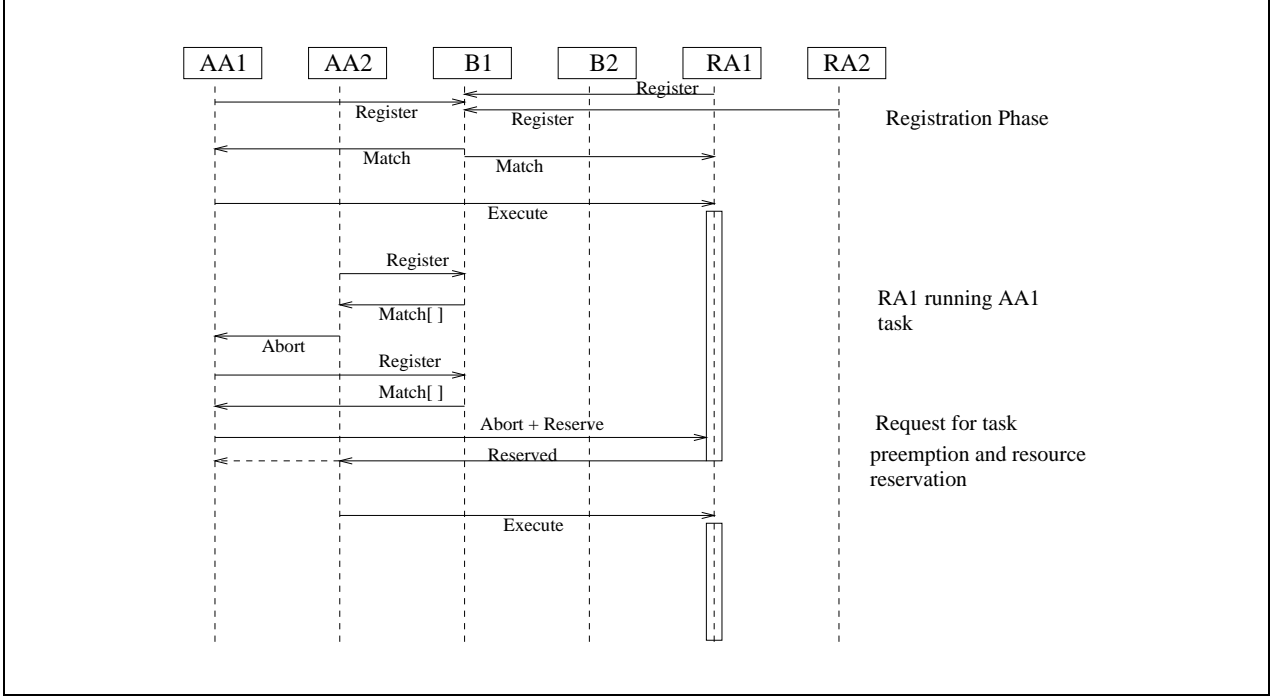 AA1 AA2 B1 B2 RA1 RA2
Register
Register
Register
Registration Phase
Match
Match
Execute
Register
RA1 running AA1
task
Match[ ]
Abort
Register
Match[ ]
Abort + Reserve
Request for task
preemption and resource
reservation
Reserved
Execute